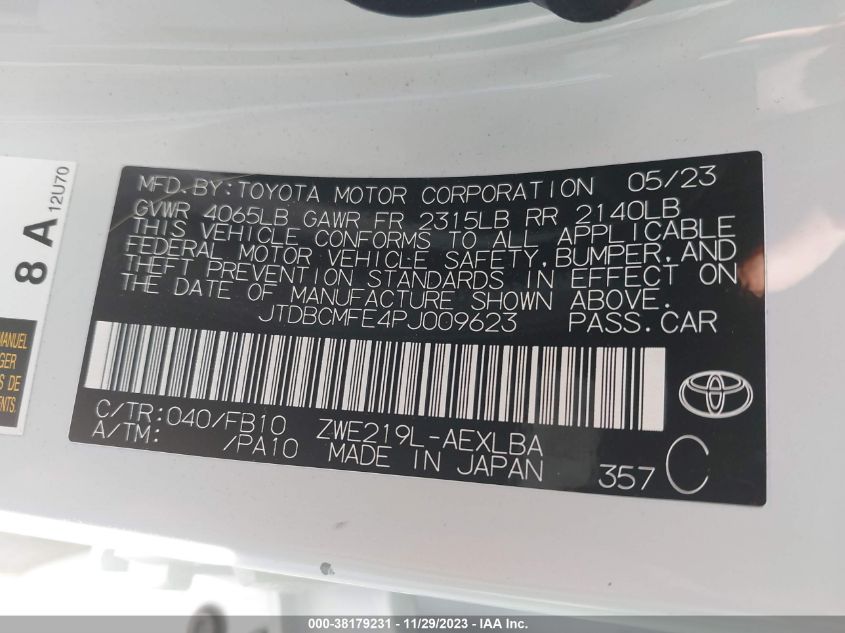 MFD.BY:TOYOTA MOTOR CORPORATION 05/23
GVWR 4065LB GAWR FR 2315LB RR 2140LB
THIS VEHICLE CONFORMS TO ALL APPLICABLE
FEDERAL MOTOR VEHICLE SAFETY,BUMPER,AND
THEFT PREVENTION STANDARDS IN EFFECT ON
THE DATE OF MANUFACTURE SHOWN ABOVE.
JTDBCMFE4PJ009623 PASS.CAR
C/TR:040/FB10 ZWE219L-AEXLBA
A/TM: /PA10 MADE IN JAPAN 357 C
8 A 12U70
MANUEL
GER
S DE
ENTS.
000-38179231 - 11/29/2023 - IAA Inc.